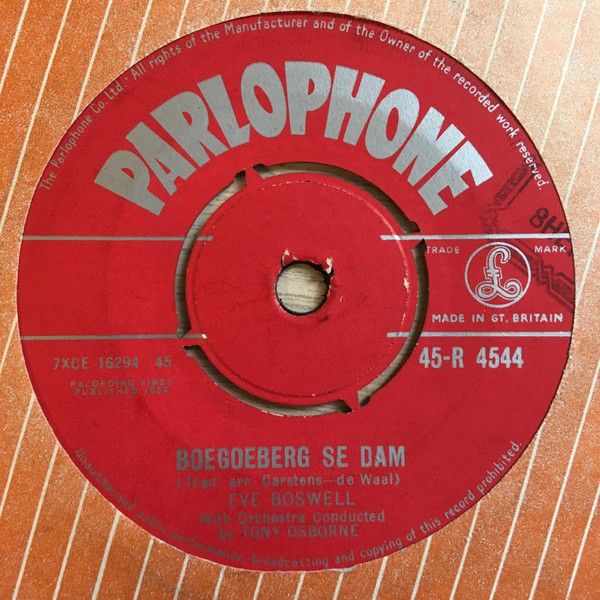 The Parlophone Co. Ltd. All rights of the Manufacturer and of the Owner of the recorded work reserved.
PARLOPHONE
8H
TRADE MARK
£
MADE IN GT. BRITAIN
7XCE 16294 45
45-R 4544
RECORDING FIRST
PUBLISHED 1959
BOEGOEBERG SE DAM
(Trad. arr. Carstens—de Waal)
EVE BOSWELL
With Orchestra conducted
by TONY OSBORNE
Unauthorised public performance, broadcasting and copying of this record prohibited.